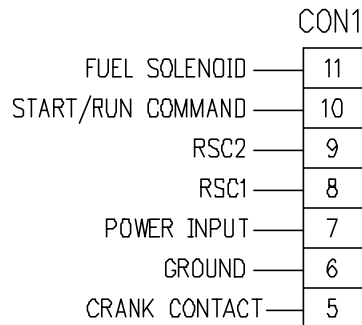 CON1
FUEL SOLENOID 11
START/RUN COMMAND 10
RSC2 9
RSC1 8
POWER INPUT 7
GROUND 6
CRANK CONTACT 5